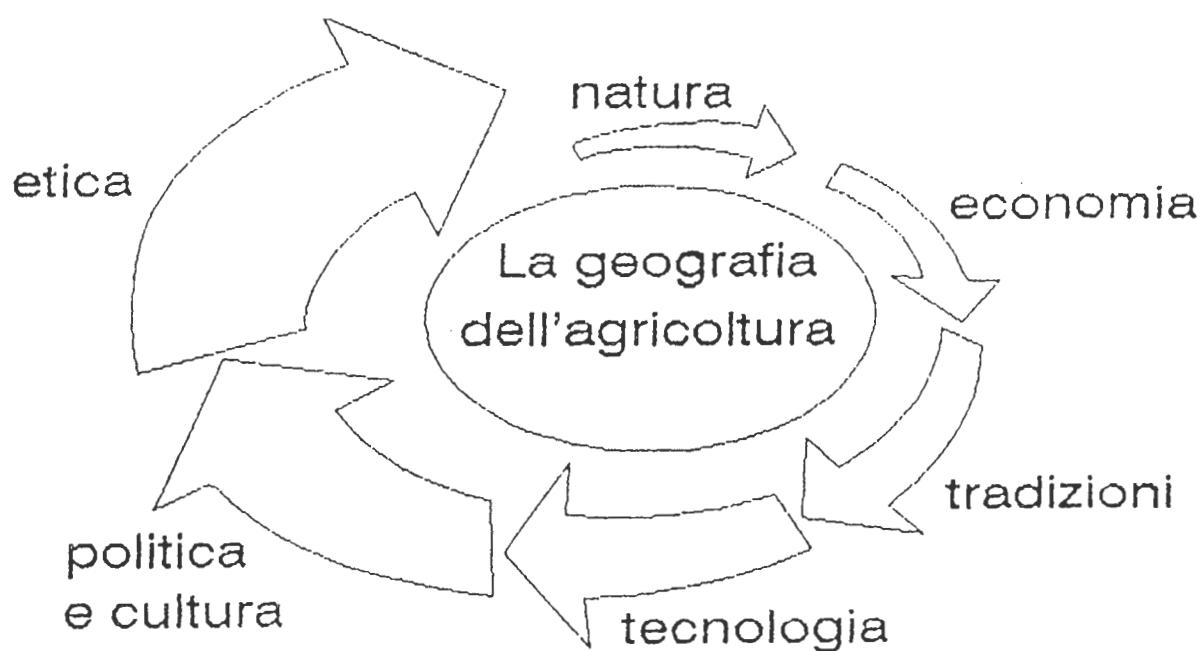 natura
etica
economia
La geografia
dell'agricoltura
tradizioni
politica
e cultura
tecnologia